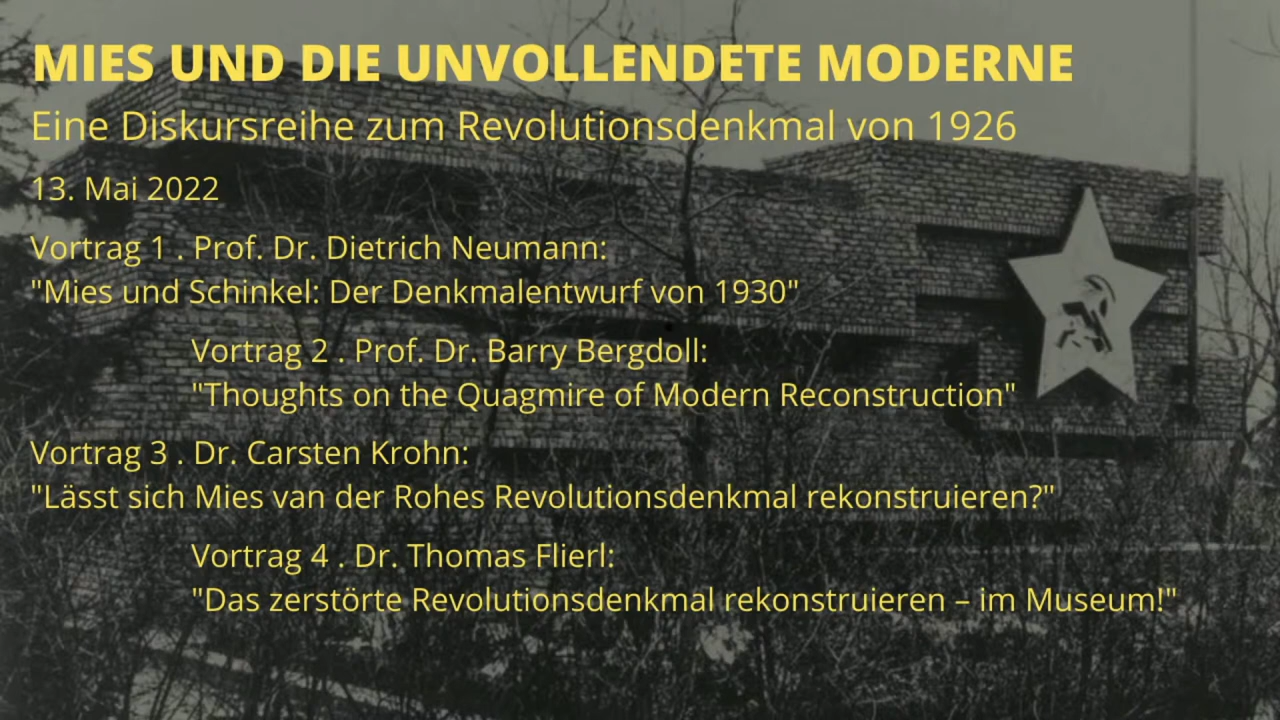 MIES UND DIE UNVOLLENDETE MODERNE
Eine Diskursreihe zum Revolutionsdenkmal von 1926
13. Mai 2022
Vortrag 1 . Prof. Dr. Dietrich Neumann:
"Mies und Schinkel: Der Denkmalentwurf von 1930"
Vortrag 2 . Prof. Dr. Barry Bergdoll:
"Thoughts on the Quagmire of Modern Reconstruction"
Vortrag 3 . Dr. Carsten Krohn:
"Lässt sich Mies van der Rohes Revolutionsdenkmal rekonstruieren?"
Vortrag 4 . Dr. Thomas Flierl:
"Das zerstörte Revolutionsdenkmal rekonstruieren – im Museum!"